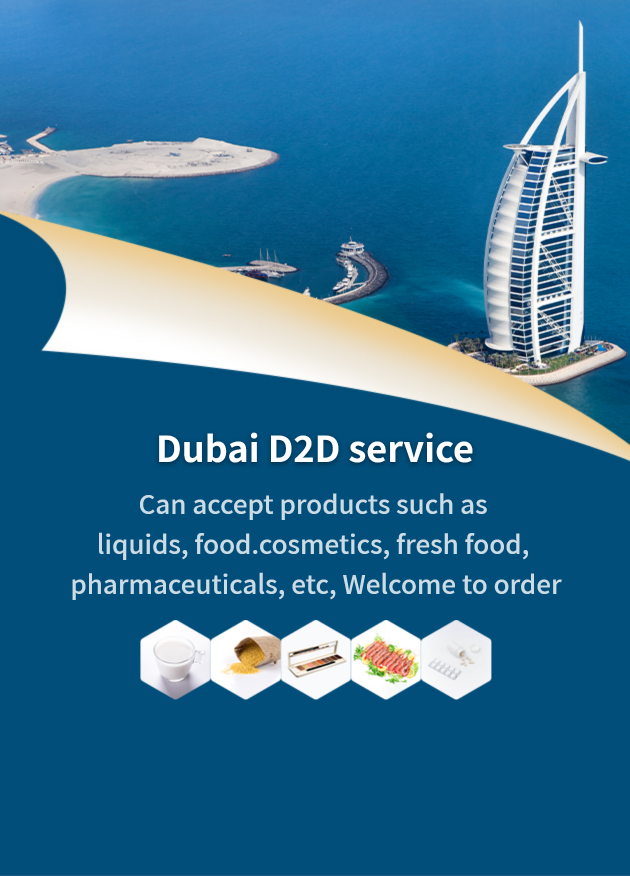 Dubai D2D service
Can accept products such as
liquids, food.cosmetics, fresh food,
pharmaceuticals, etc, Welcome to order